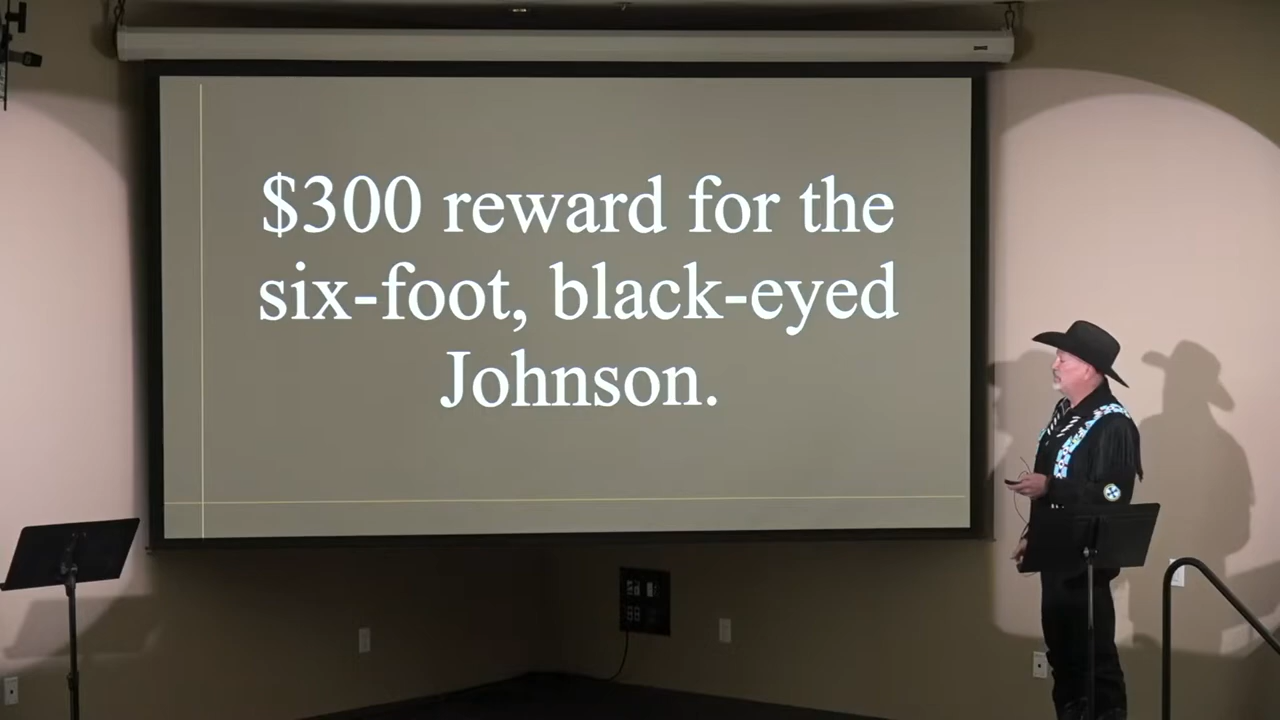 $300 reward for the
six-foot, black-eyed
Johnson.